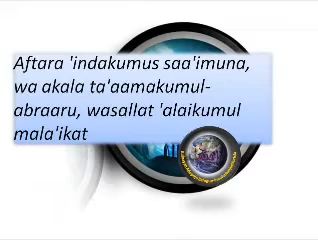 Aftara 'indakumus saa'imuna,
wa akala ta'aamakumul-
abraaru, wasallat 'alaikumul
mala'ikat